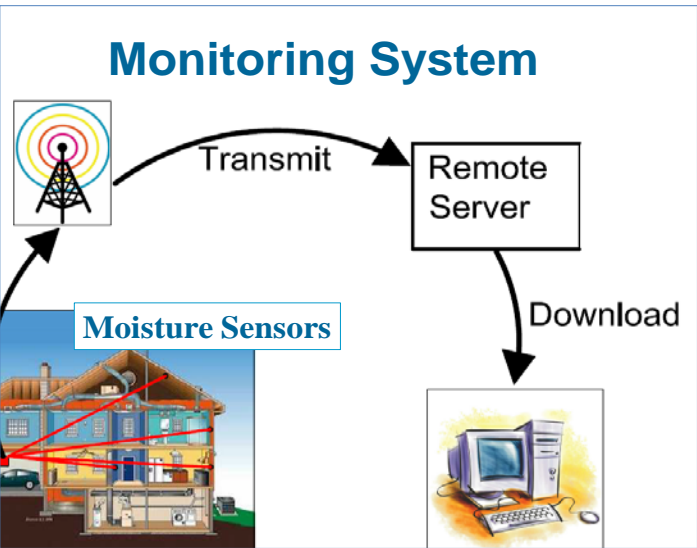 Monitoring System
Transmit
Remote
Server
Moisture Sensors
Download